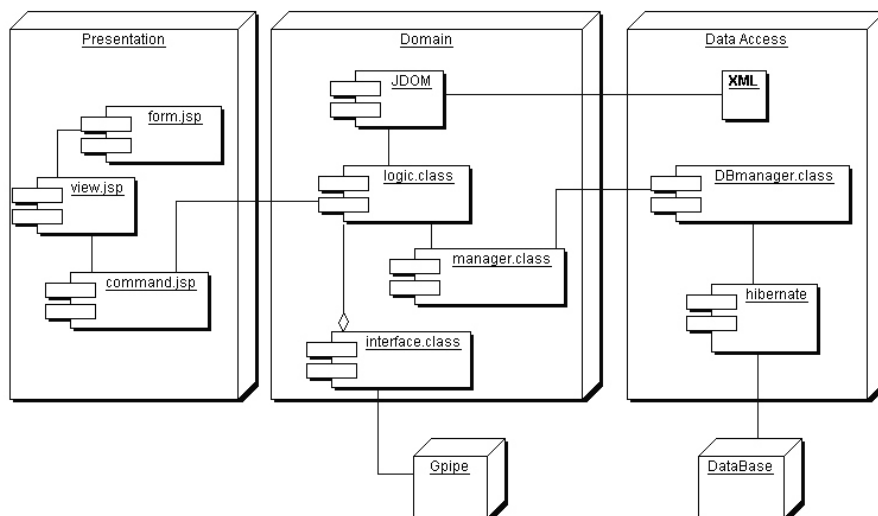 Presentation
Domain
Data Access
JDOM
XML
form.jsp
view.jsp
logic.class
DBmanager.class
command.jsp
manager.class
hibernate
interface.class
Gpipe
DataBase